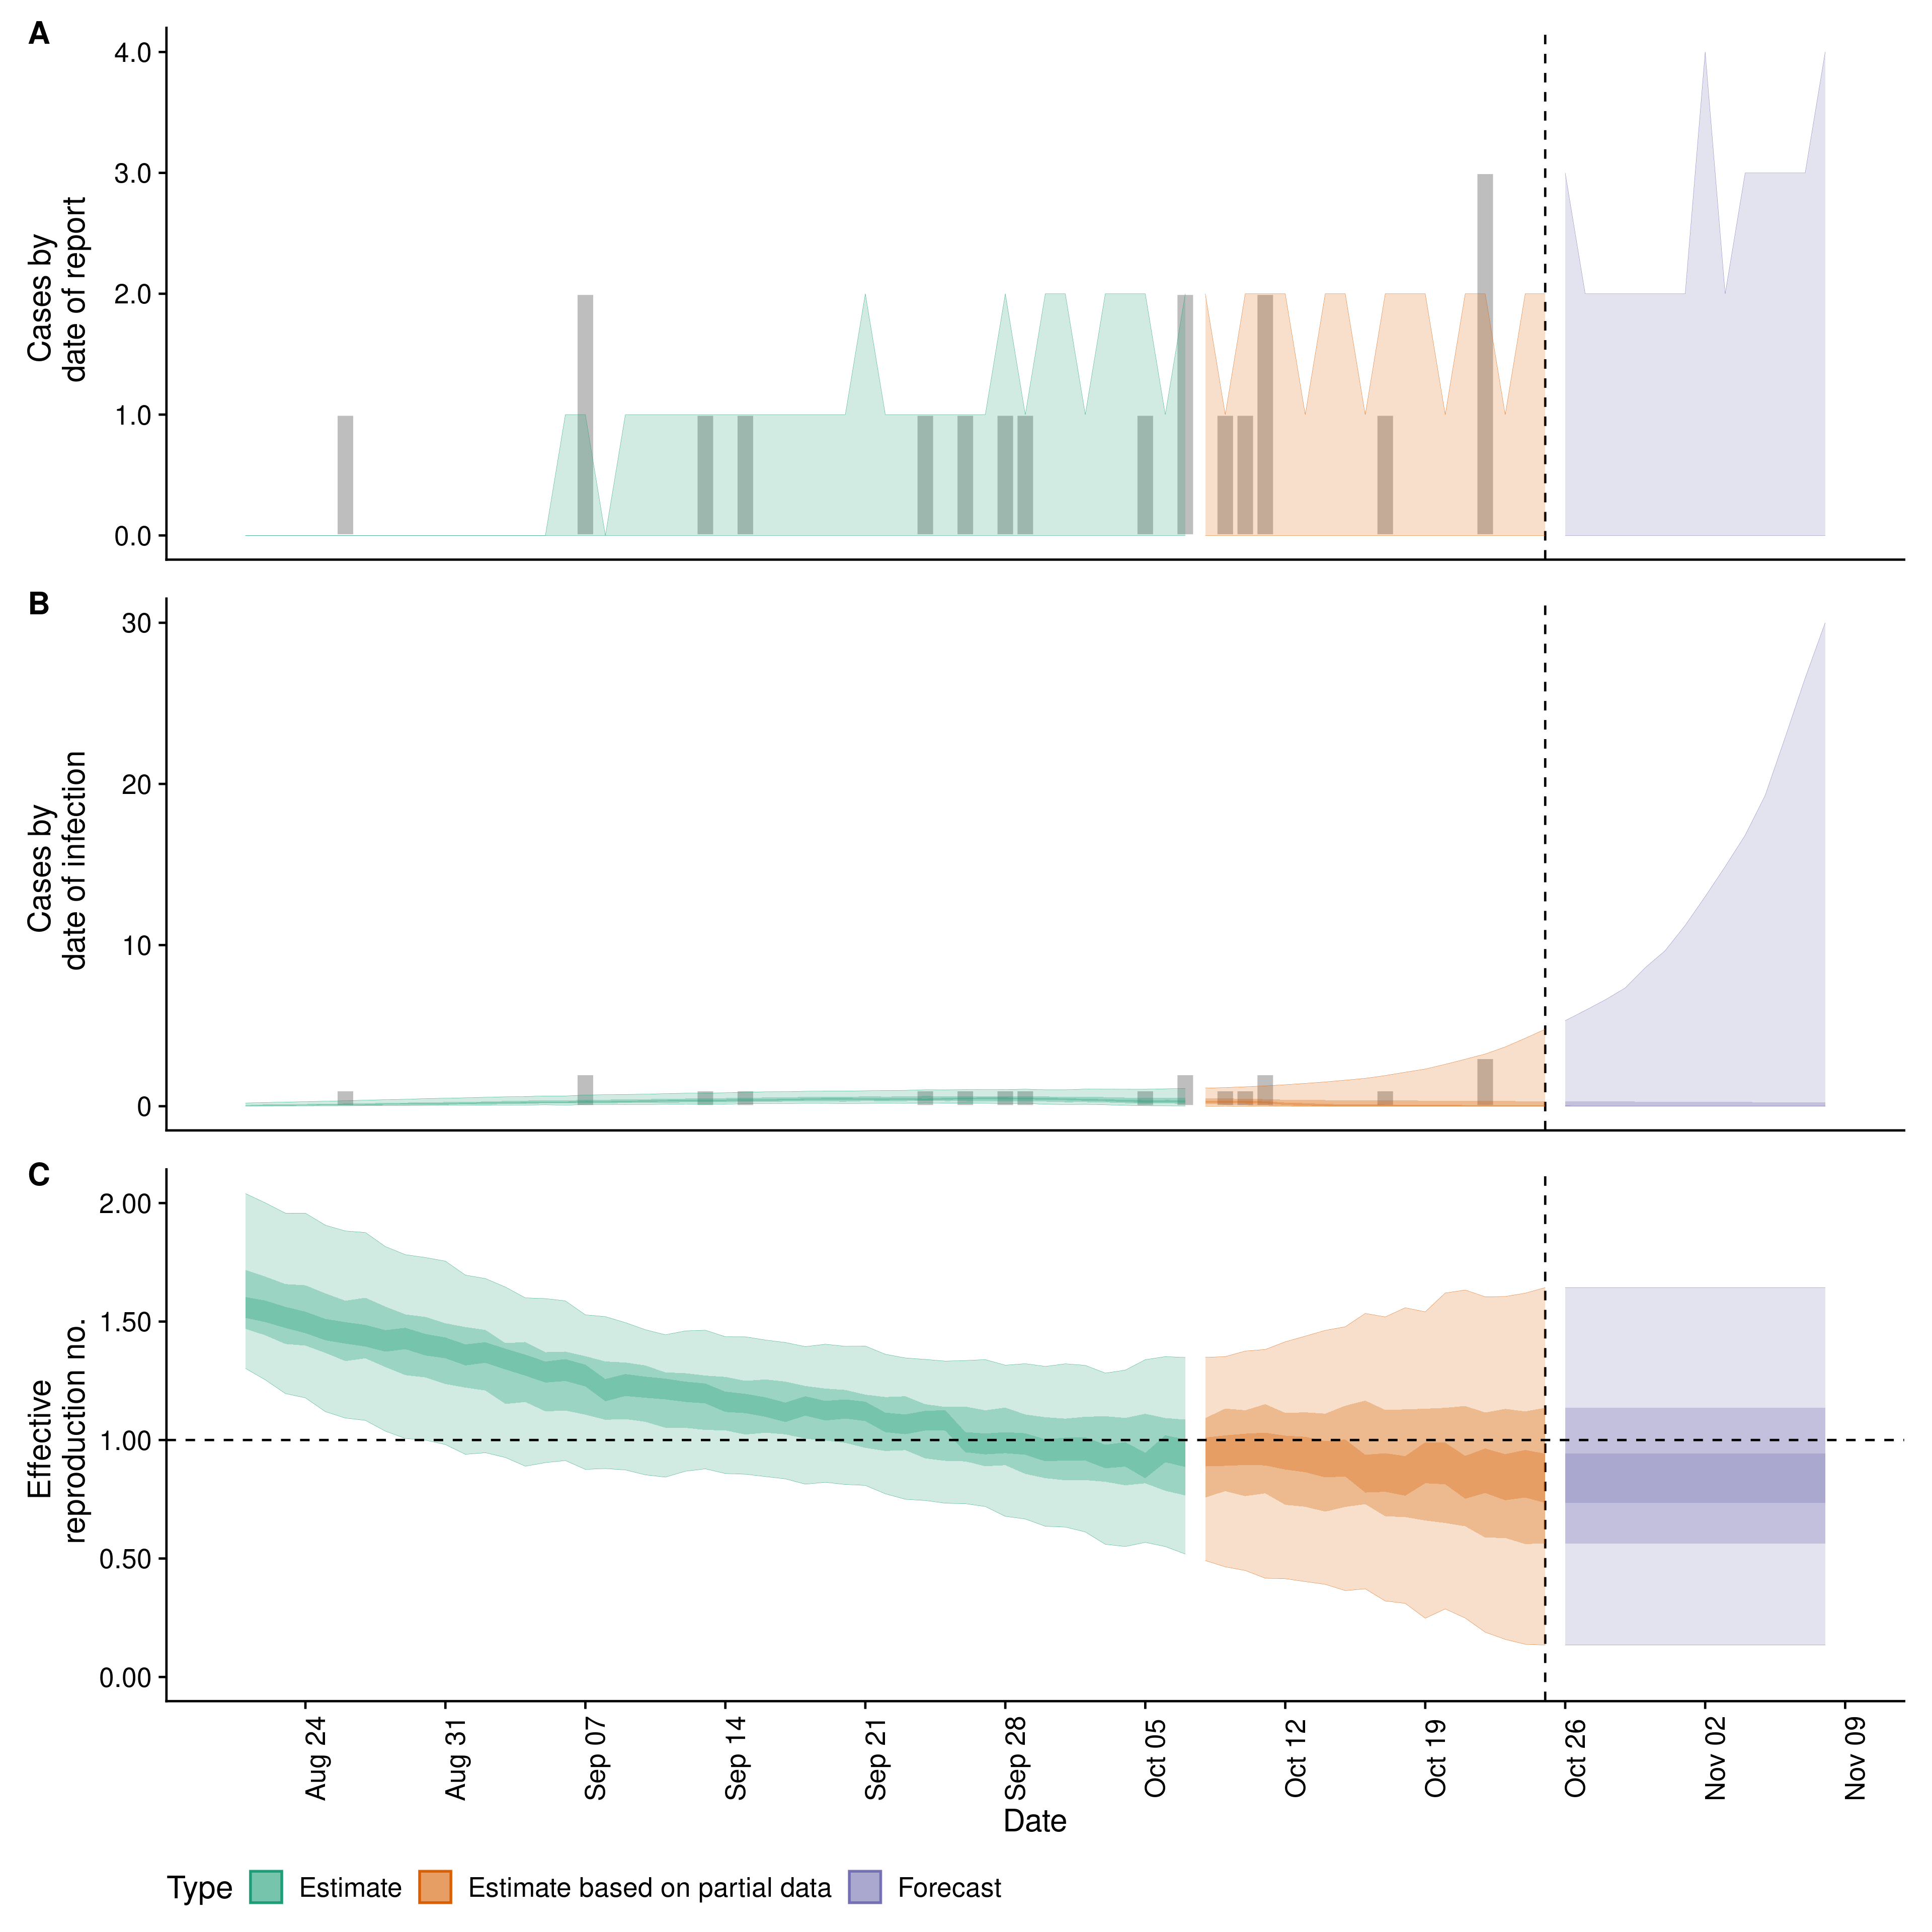 A
4.0
3.0
2.0
1.0
0.0
Cases by
date of report
B
30
20
10
0
Cases by
date of infection
C
2.00
1.50
1.00
0.50
0.00
Effective
reproduction no.
Aug 24
Aug 31
Sep 07
Sep 14
Sep 21
Sep 28
Oct 05
Oct 12
Oct 19
Oct 26
Nov 02
Nov 09
Date
Type
Estimate
Estimate based on partial data
Forecast